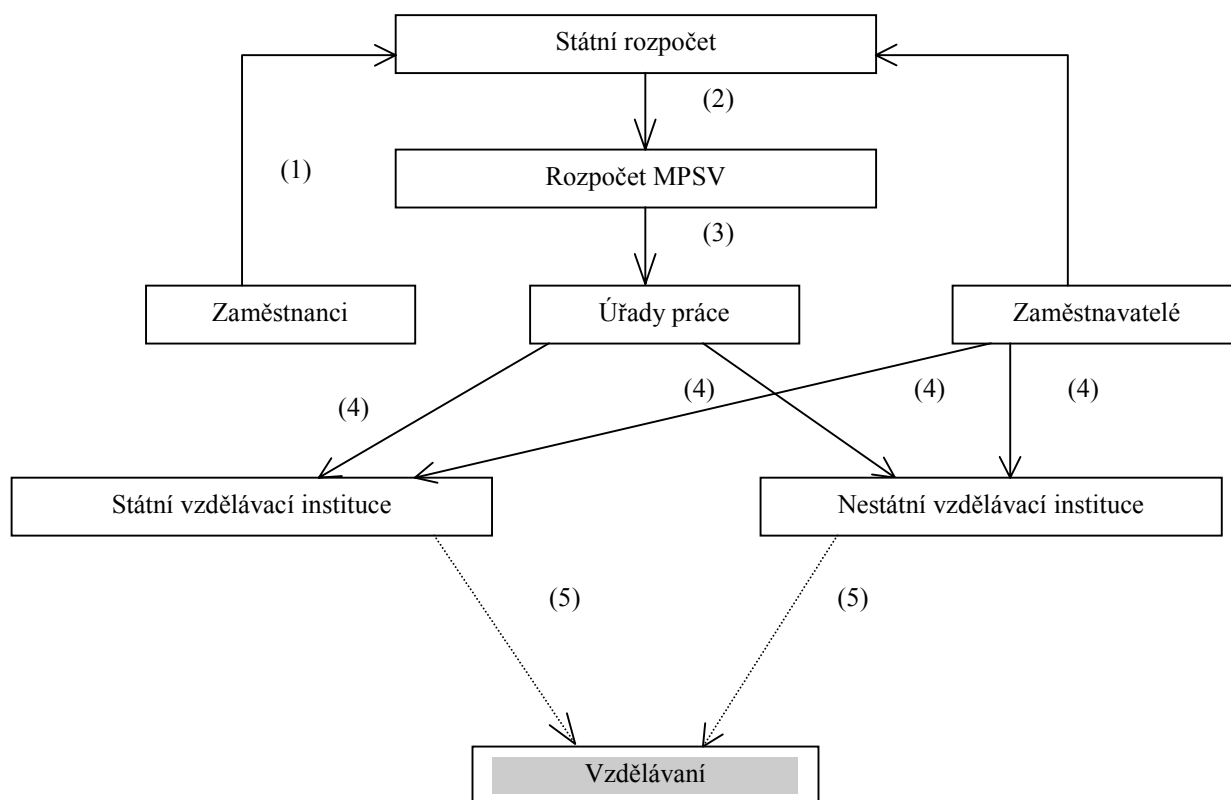 Státní rozpočet
(2)
(1)
Rozpočet MPSV
(3)
Zaměstnanci
Úřady práce
Zaměstnavatelé
(4)
(4)
(4)
(4)
Státní vzdělávací instituce
Nestátní vzdělávací instituce
(5)
(5)
Vzdělávaní